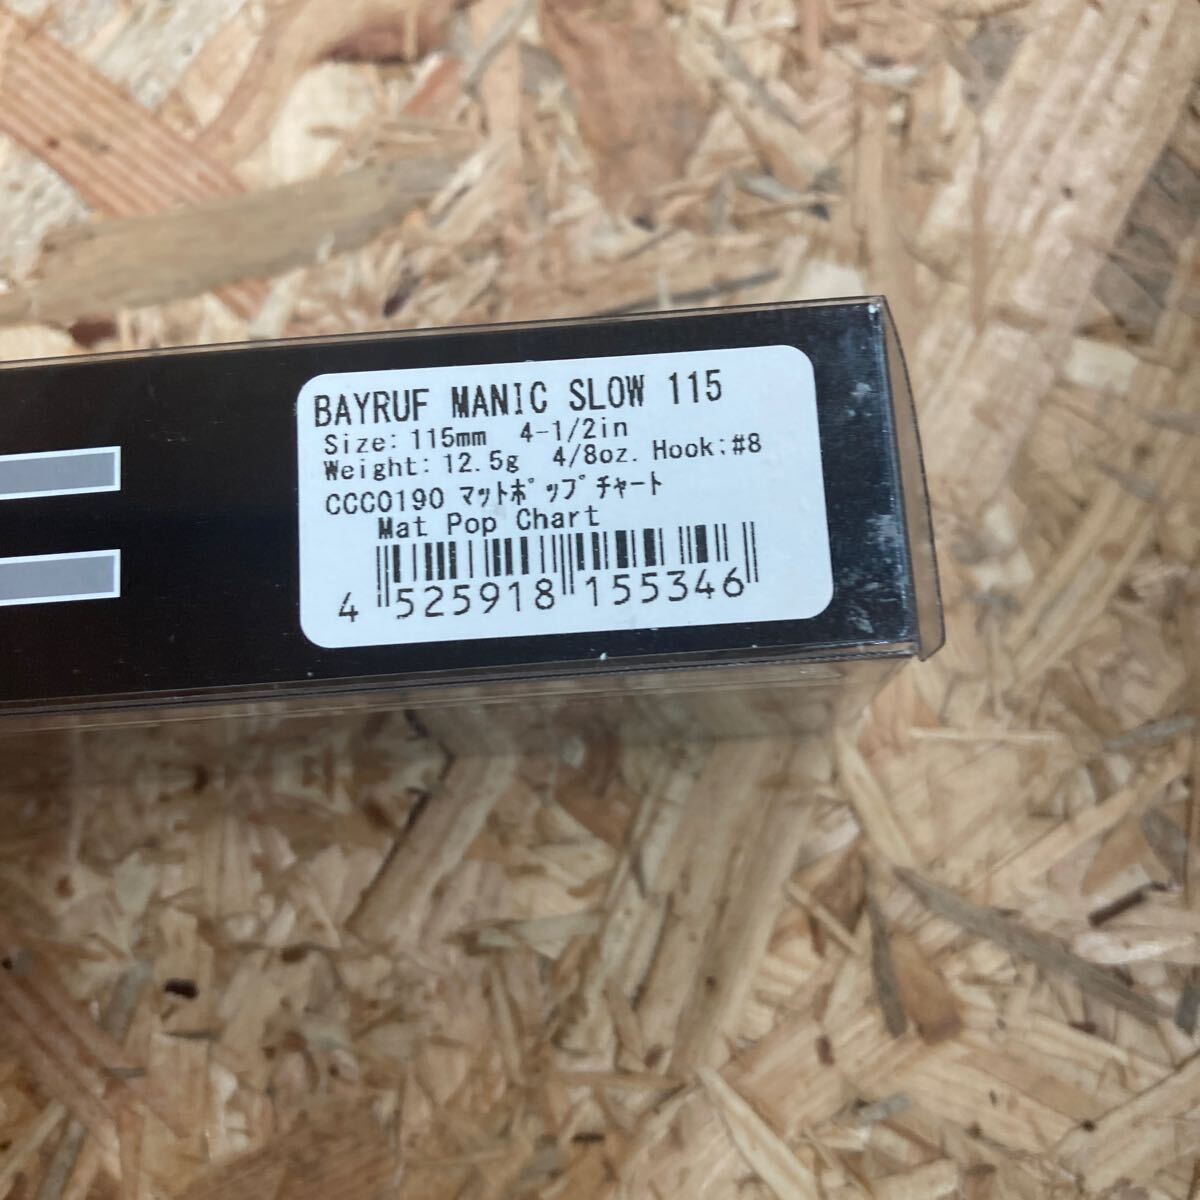 BAYRUF MANIC SLOW 115
Size: 115mm 4-1/2in
Weight: 12.5g 4/8oz. Hook:#8
CCC0190 マットポップチャート
Mat Pop Chart
4 525918 155346